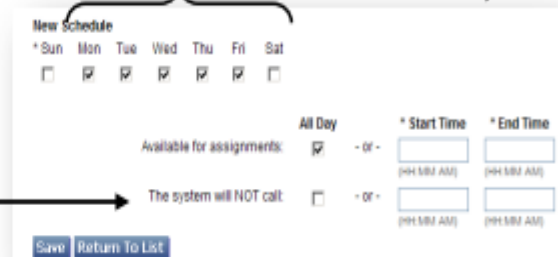 New Schedule
* Sun Mon Tue Wed Thu Fri Sat
All Day * Start Time * End Time
Available for assignments: - or -
(HH:MM AM) (HH:MM AM)
The system will NOT call: - or -
(HH:MM AM) (HH:MM AM)
Save Return To List